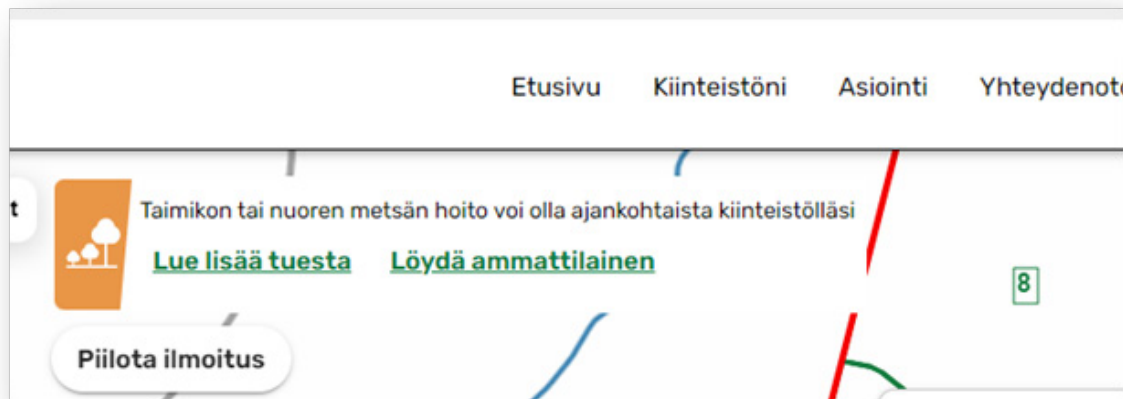 Etusivu Kiinteistöni Asiointi Yhteydenot
t
Taimikon tai nuoren metsän hoito voi olla ajankohtaista kiinteistölläsi
Lue lisää tuesta Löydä ammattilainen
8
Piilota ilmoitus